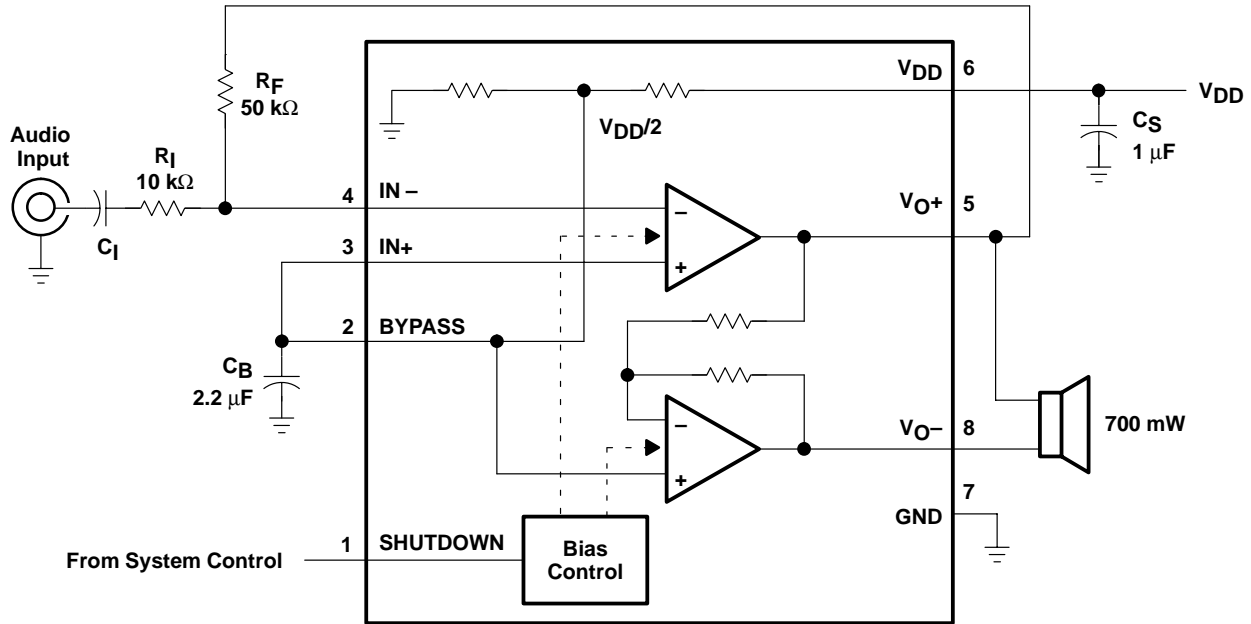 VDD 6
RF
50 kΩ
VDD
VDD/2
CS
1 μF
Audio
Input
RI
10 kΩ
CI
4 IN −
VO+ 5
−
+
3 IN+
2 BYPASS
CB
2.2 μF
−
+
VO− 8
700 mW
7
GND
1 SHUTDOWN
From System Control
Bias
Control